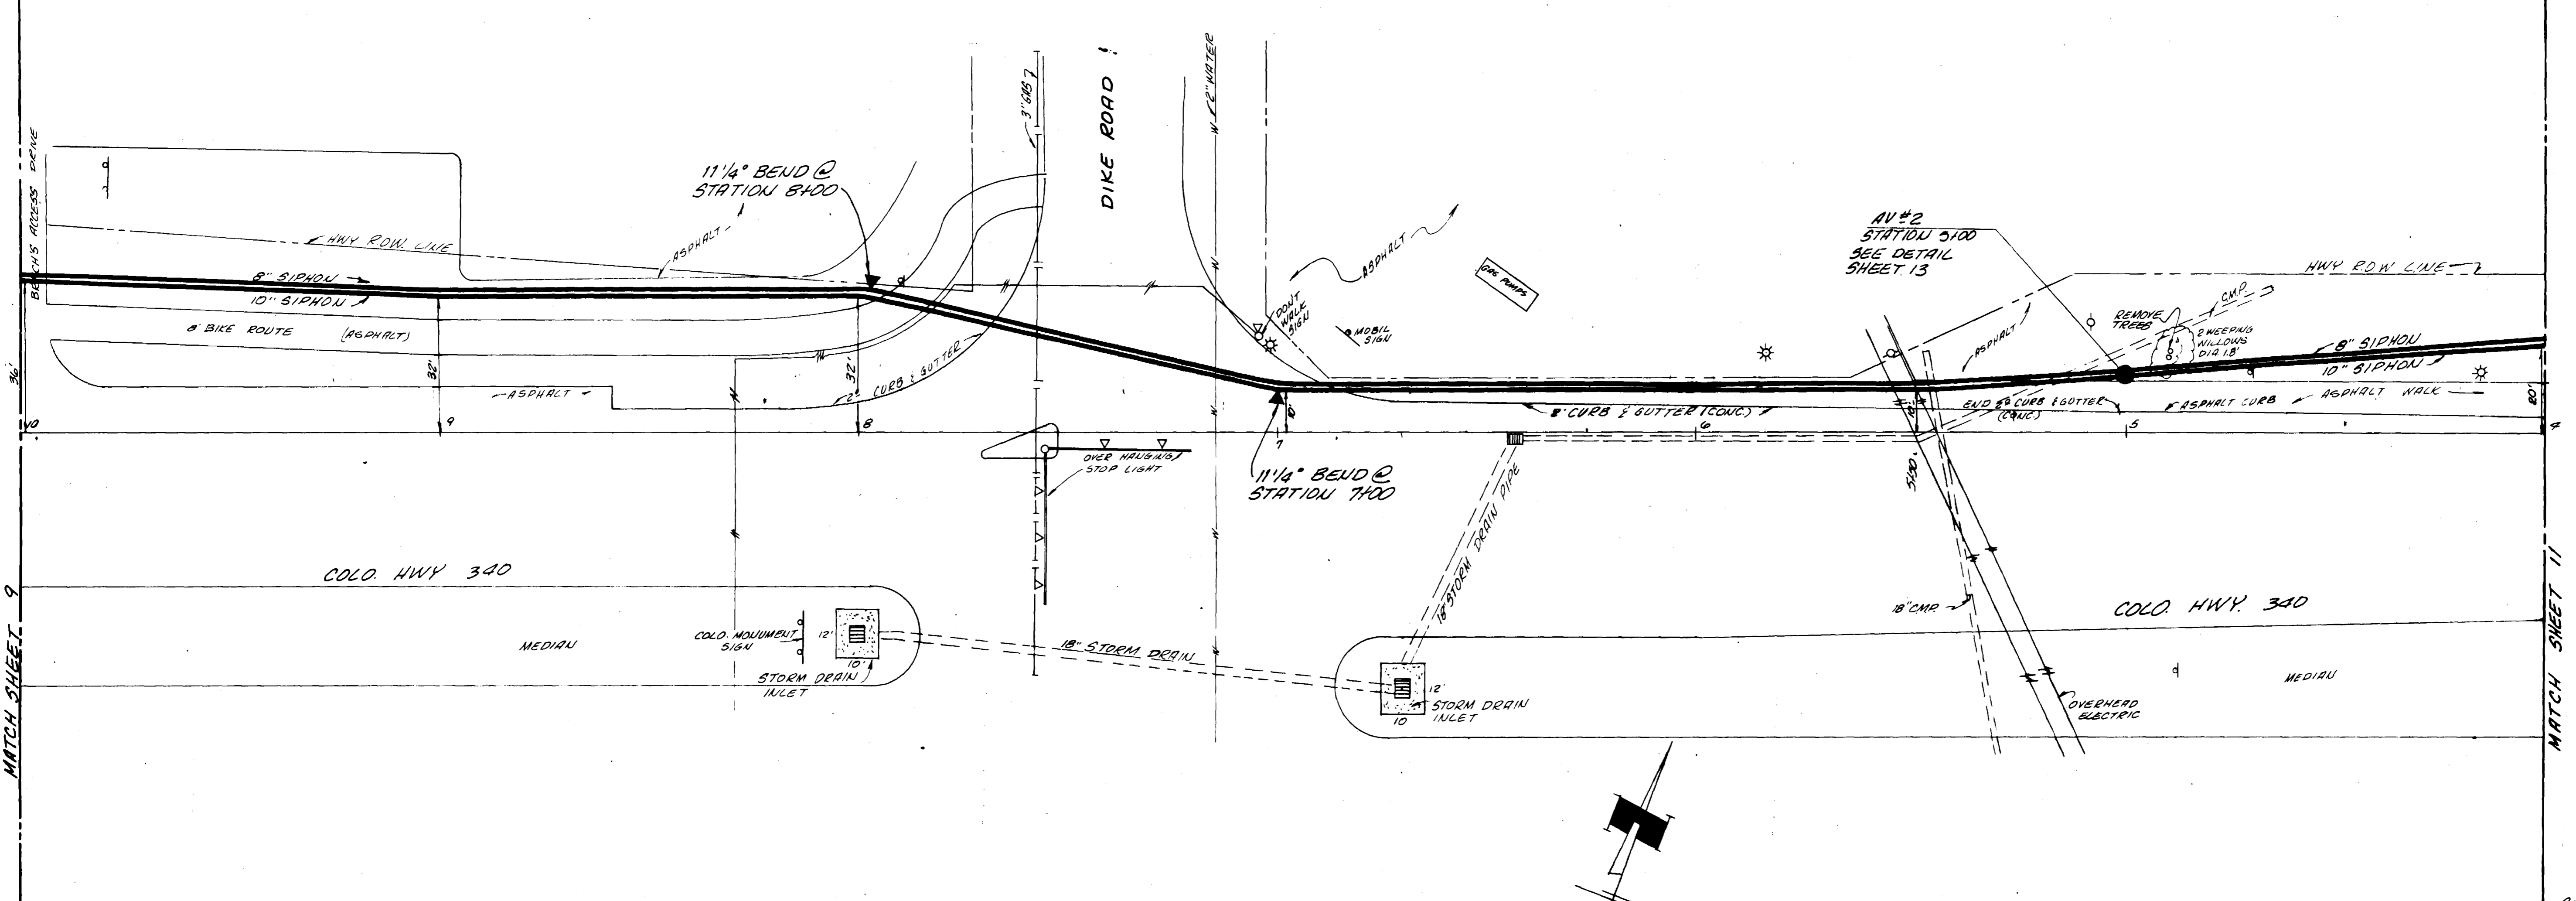 MATCH SHEET 9
BEACH'S ACCESS DRIVE
HWY R.O.W. LINE
8" SIPHON
10" SIPHON
8' BIKE ROUTE (ASPHALT)
ASPHALT
36'
32'
32'
10
9
8
11 1/4° BEND @
STATION 8+00
ASPHALT
2' CURB & GUTTER
3" GAS
DIKE ROAD
2" WATER
W
W
W
W
W
DONT
WALK
SIGN
ASPHALT
MOBIL
SIGN
GAS PUMPS
OVER HANGING
STOP LIGHT
7
11 1/4° BEND @
STATION 7+00
2' CURB & GUTTER (CONC.)
6
18" STORM DRAIN PIPE
AV #2
STATION 5+00
SEE DETAIL
SHEET 13
REMOVE
TREES
2 WEEPING
WILLOWS
DIA. 1.8'
C.M.P.
ASPHALT
HWY R.O.W LINE
8" SIPHON
10" SIPHON
END OF CURB & GUTTER
(CONC)
ASPHALT CURB
ASPHALT WALK
5+50
5
20'
4
COLO. HWY 340
MEDIAN
COLO. MONUMENT
SIGN
12'
10'
STORM DRAIN
INLET
18" STORM DRAIN
12'
10
STORM DRAIN
INLET
18" CMP.
OVERHEAD
ELECTRIC
COLO. HWY. 340
MEDIAN
MATCH SHEET 11